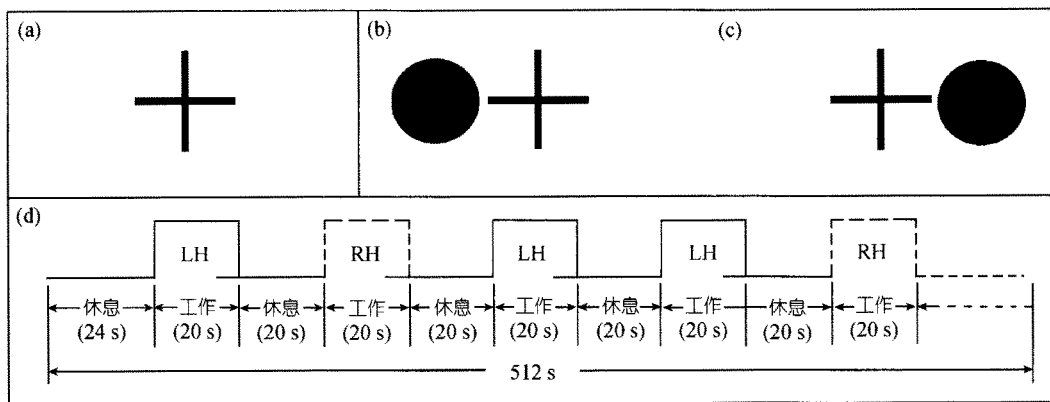 (a)
(b)
(c)
(d)
LH RH LH LH RH
休息 工作 休息 工作 休息 工作 休息 工作 休息 工作
(24 s) (20 s) (20 s) (20 s) (20 s) (20 s) (20 s) (20 s) (20 s) (20 s)
512 s